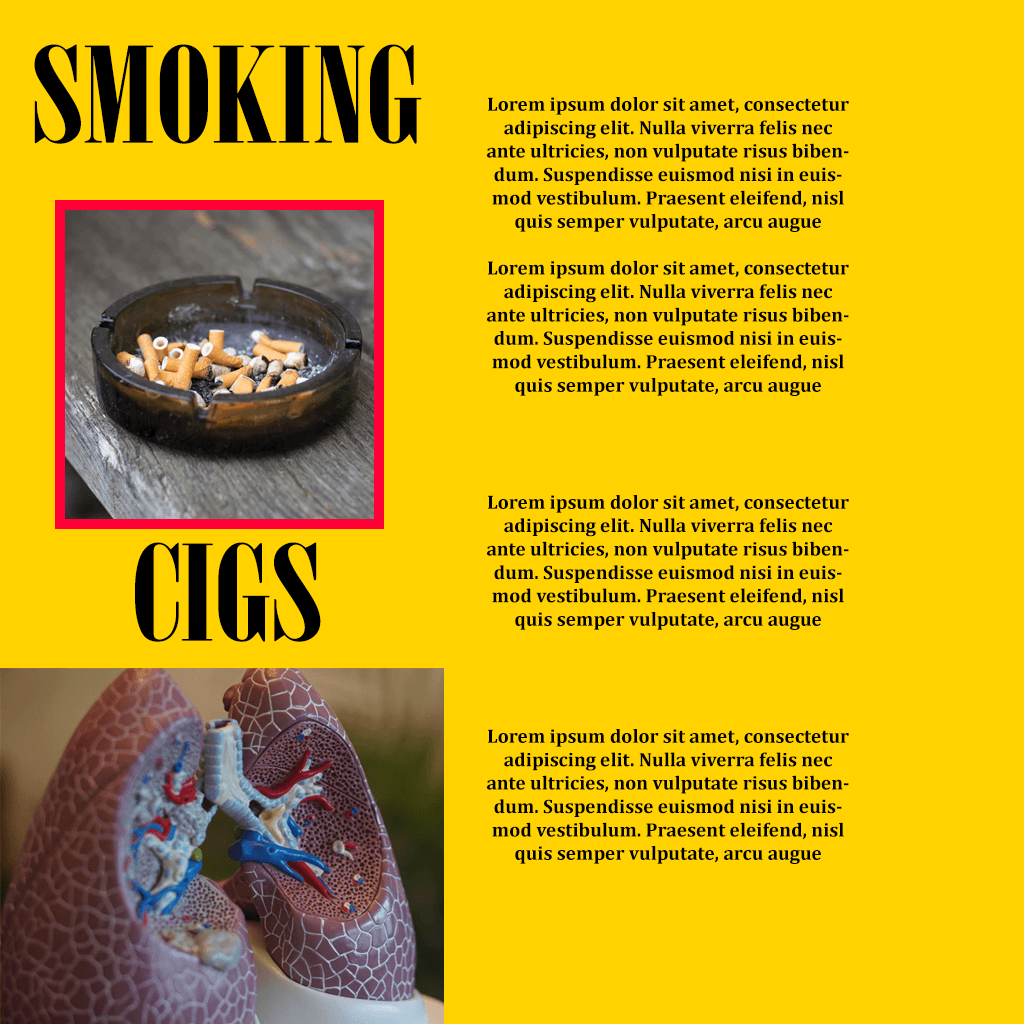 SMOKING
CIGS
Lorem ipsum dolor sit amet, consectetur
adipiscing elit. Nulla viverra felis nec
ante ultricies, non vulputate risus biben-
dum. Suspendisse euismod nisi in euis-
mod vestibulum. Praesent eleifend, nisl
quis semper vulputate, arcu augue
Lorem ipsum dolor sit amet, consectetur
adipiscing elit. Nulla viverra felis nec
ante ultricies, non vulputate risus biben-
dum. Suspendisse euismod nisi in euis-
mod vestibulum. Praesent eleifend, nisl
quis semper vulputate, arcu augue
Lorem ipsum dolor sit amet, consectetur
adipiscing elit. Nulla viverra felis nec
ante ultricies, non vulputate risus biben-
dum. Suspendisse euismod nisi in euis-
mod vestibulum. Praesent eleifend, nisl
quis semper vulputate, arcu augue
Lorem ipsum dolor sit amet, consectetur
adipiscing elit. Nulla viverra felis nec
ante ultricies, non vulputate risus biben-
dum. Suspendisse euismod nisi in euis-
mod vestibulum. Praesent eleifend, nisl
quis semper vulputate, arcu augue